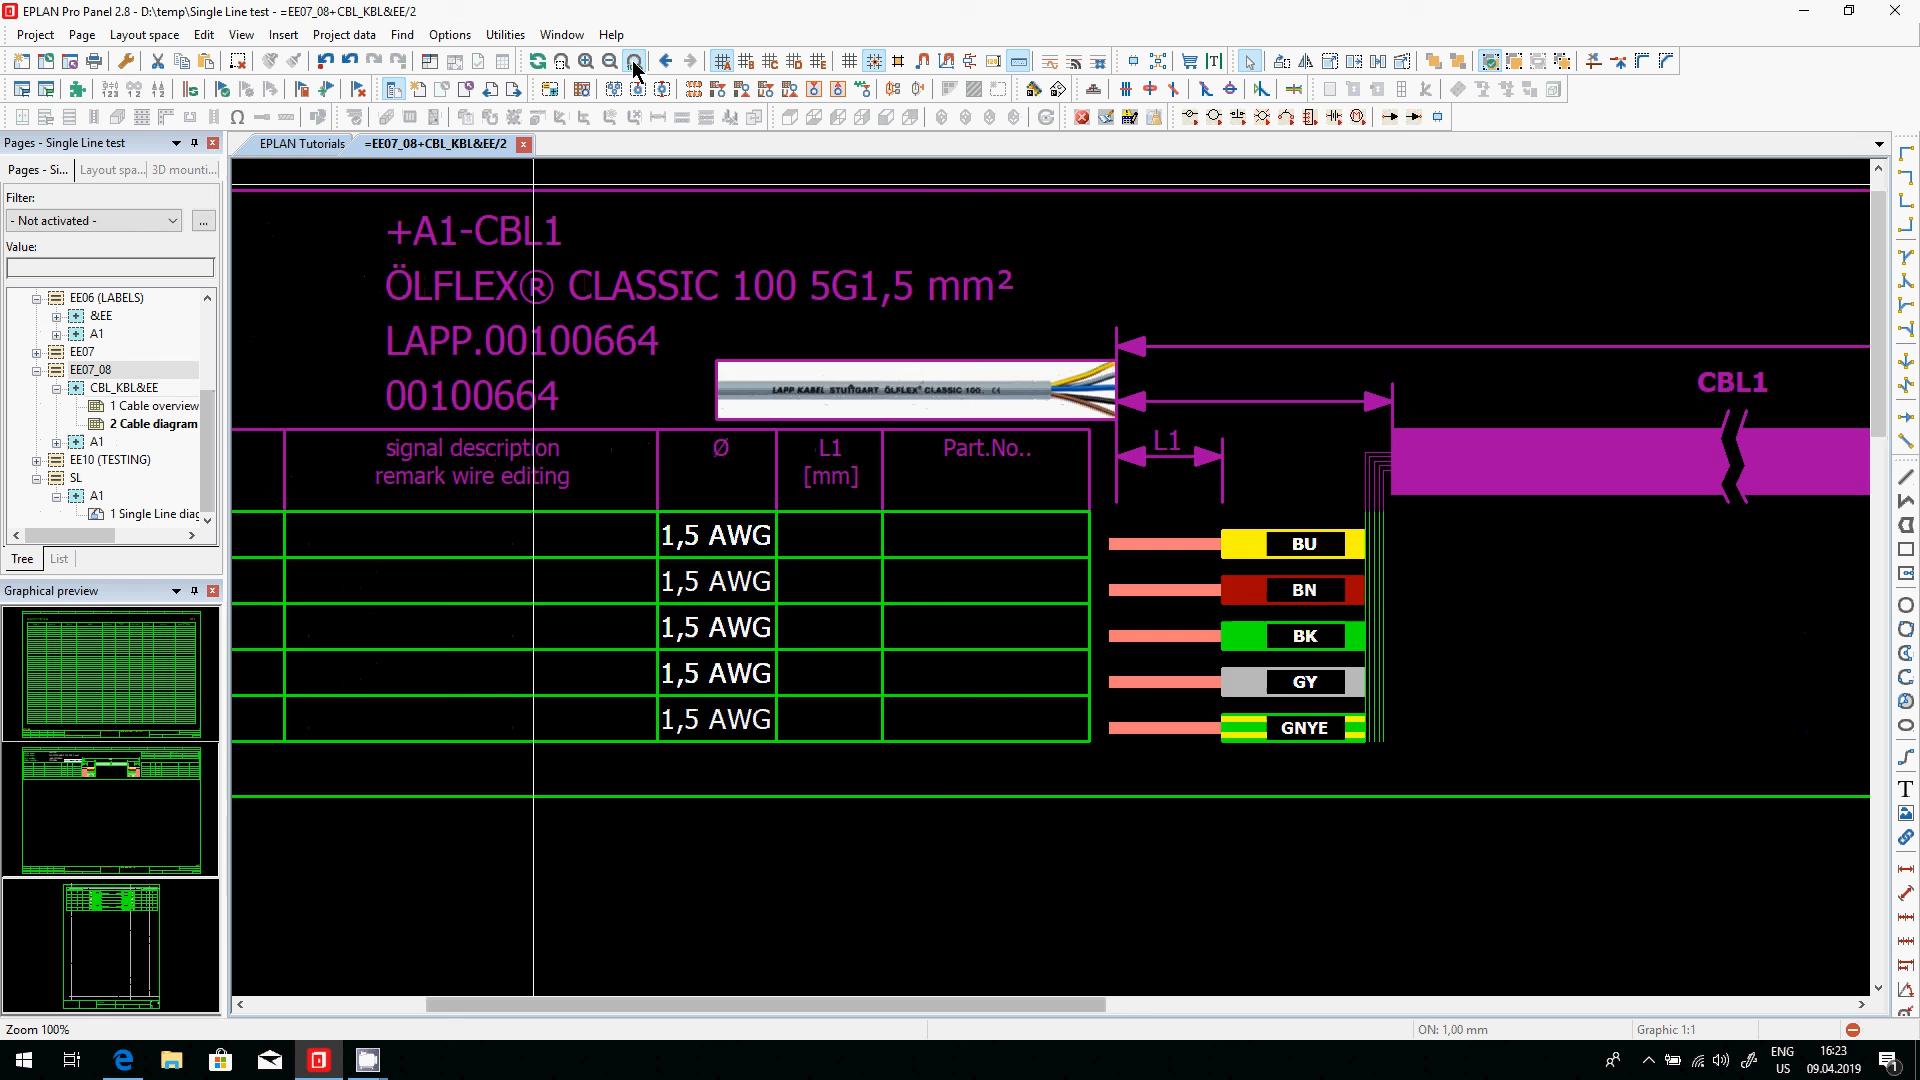 EPLAN Pro Panel 2.8 - D:\temp\Single Line test - =EE07_08+CBL_KBL&EE/2
Project Page Layout space Edit View Insert Project data Find Options Utilities Window Help
Pages - Single Line test
EPLAN Tutorials
=EE07_08+CBL_KBL&EE/2
Pages - Si... Layout spa... 3D mounti...
Filter:
- Not activated -
...
Value:
EE06 (LABELS)
&EE
A1
EE07
EE07_08
CBL_KBL&EE
1 Cable overview
2 Cable diagram
A1
EE10 (TESTING)
SL
A1
1 Single Line diag
Tree List
Graphical preview
+A1-CBL1
ÖLFLEX® CLASSIC 100 5G1,5 mm²
LAPP.00100664
00100664
LAPP KABEL STUTTGART ÖLFLEX® CLASSIC 100 CE
CBL1
L1
signal description
remark wire editing
Ø
L1
[mm]
Part.No..
1,5 AWG
BU
1,5 AWG
BN
1,5 AWG
BK
1,5 AWG
GY
1,5 AWG
GNYE
Zoom 100%
ON: 1,00 mm
Graphic 1:1
ENG
US
16:23
09.04.2019
1